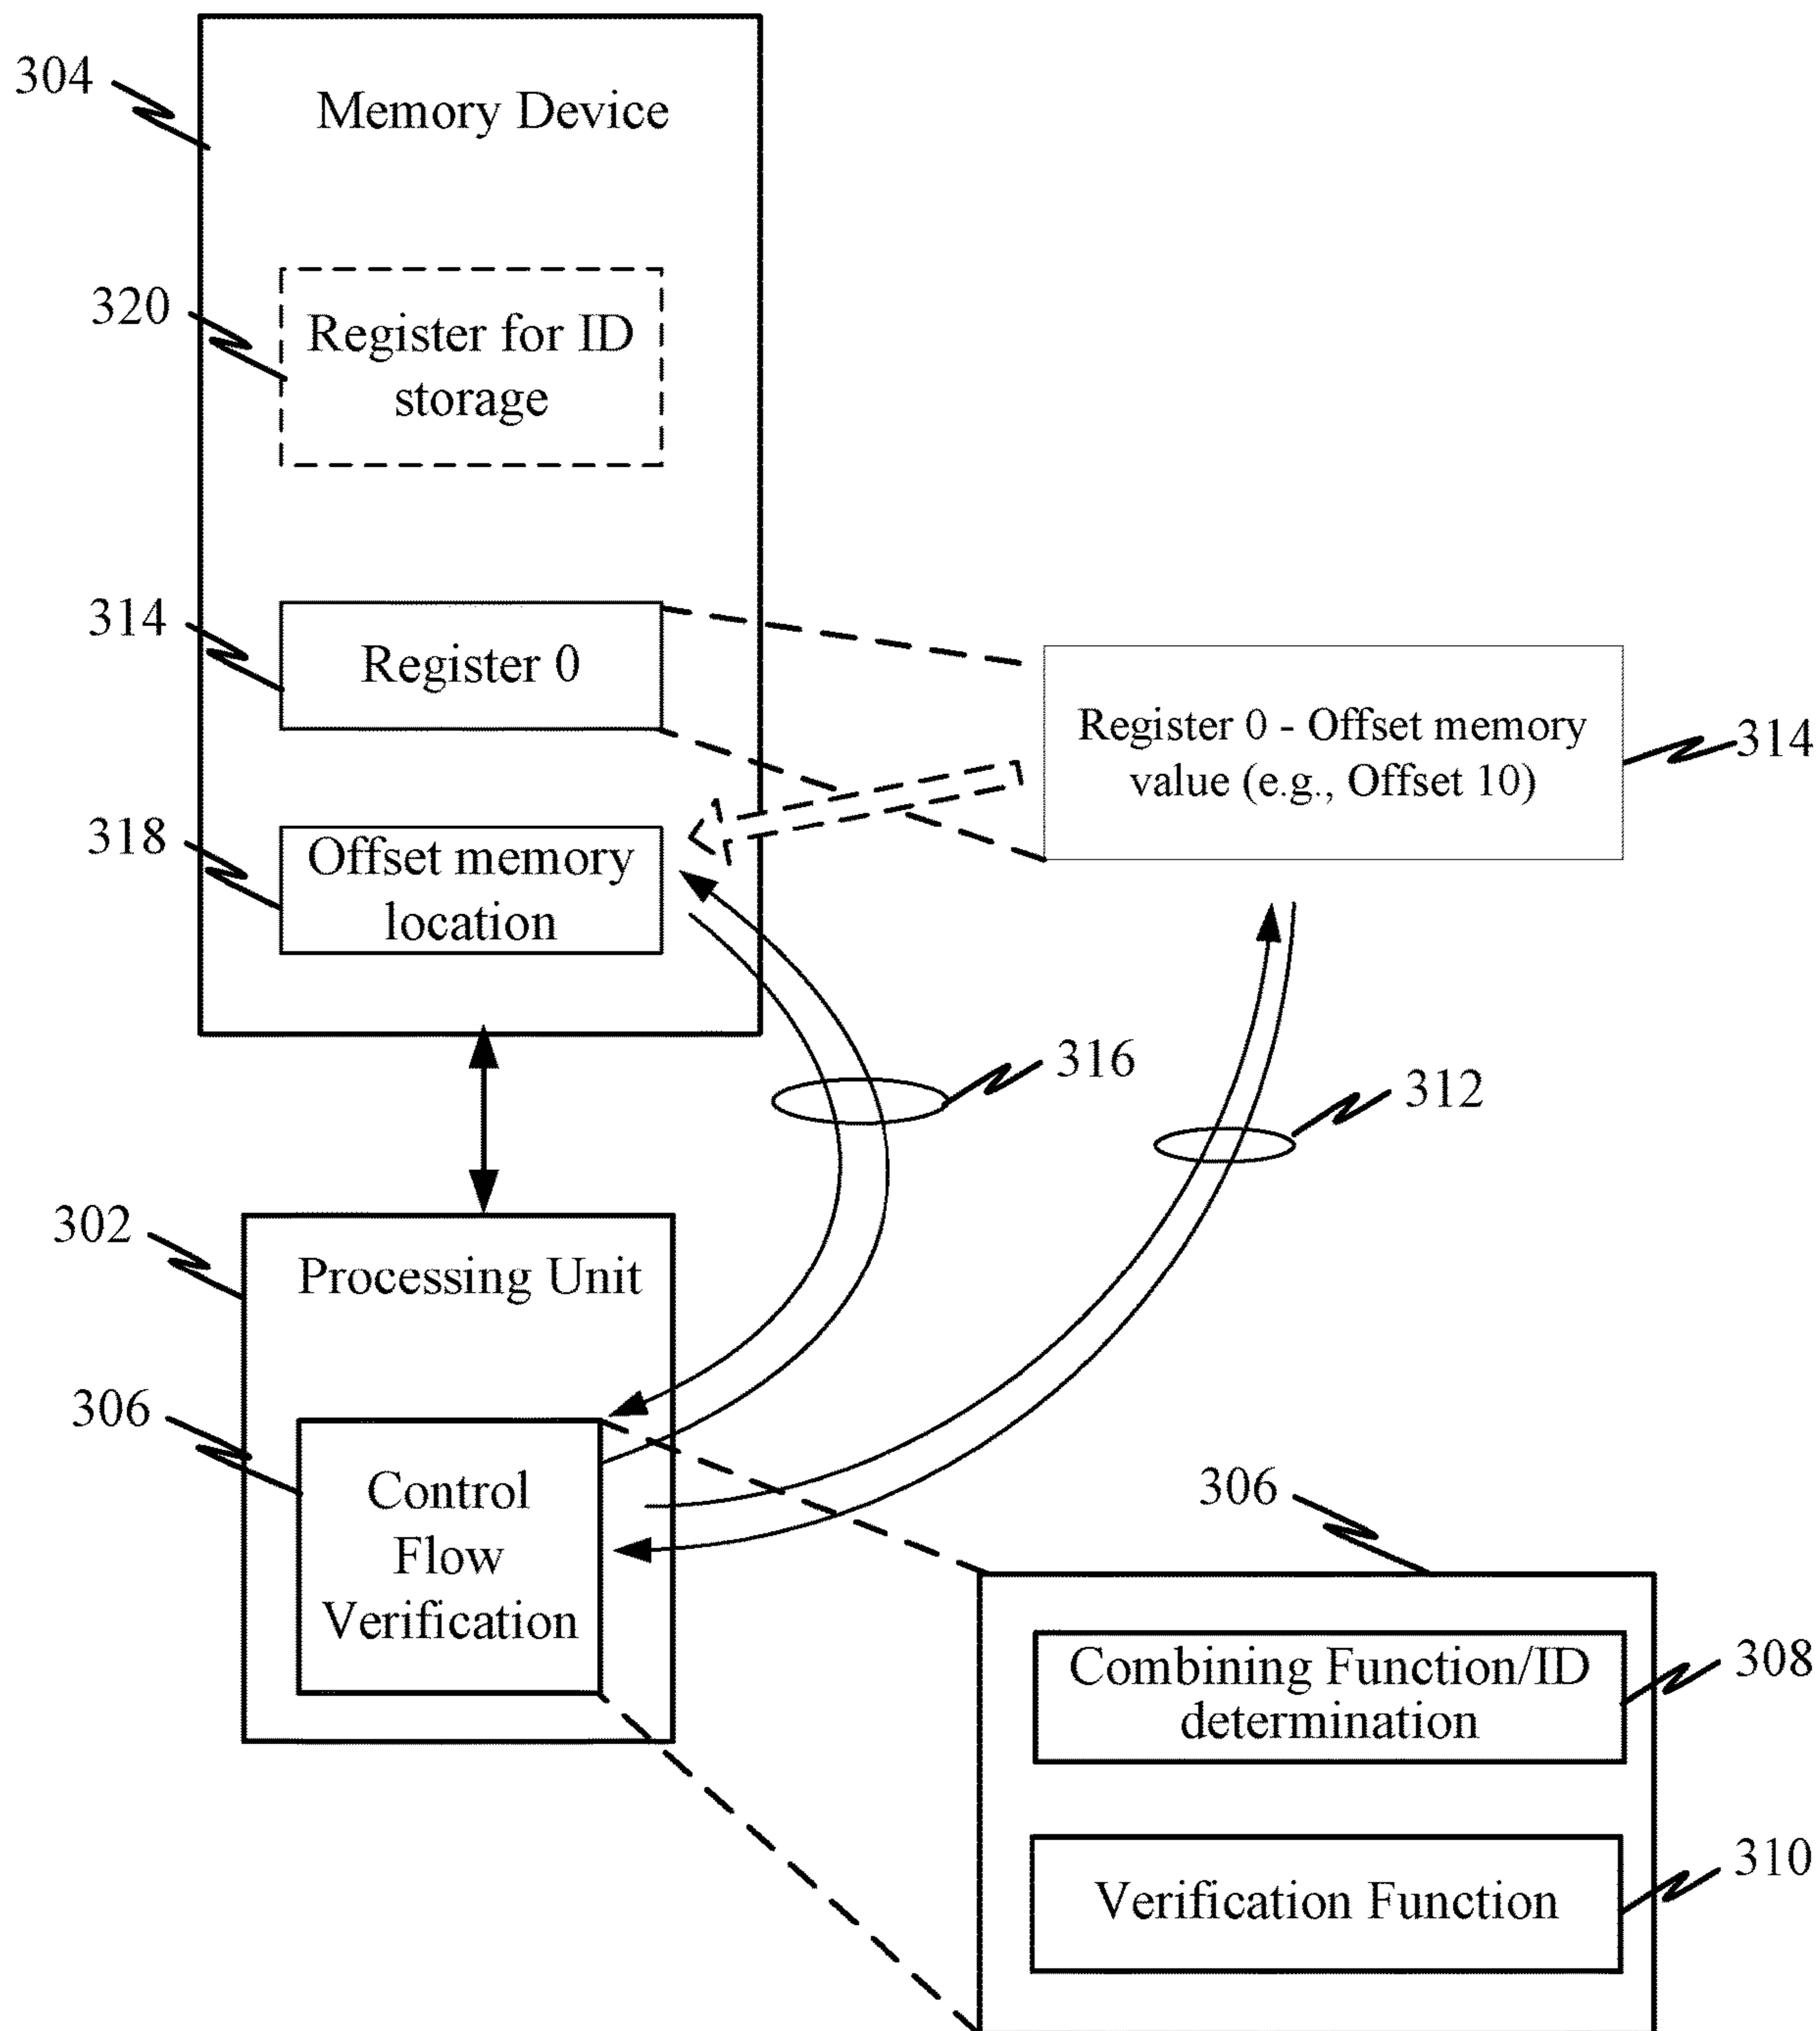 304
Memory Device
320
Register for ID
storage
314
Register 0
Register 0 - Offset memory
value (e.g., Offset 10)
314
318
Offset memory
location
316
312
302
Processing Unit
306
Control
Flow
Verification
306
Combining Function/ID
determination
308
Verification Function
310